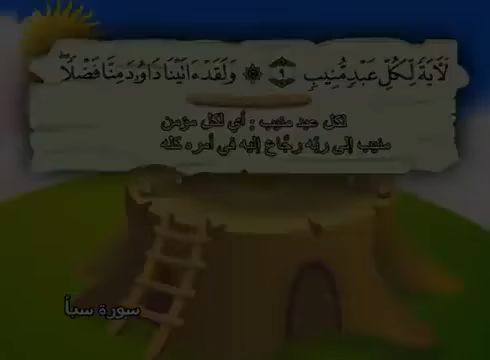 لَآيَةً لِّكُلِّ عَبْدٍ مُّنِيبٍ ٩ ۞ وَلَقَدْ ءَاتَيْنَا دَاوُۥدَ مِنَّا فَضْلًاۖ
لكل عبد منيب : أي لكل مؤمن
منيب إلى ربّه رجّاع إليه في أمره كله
سورة سبأ